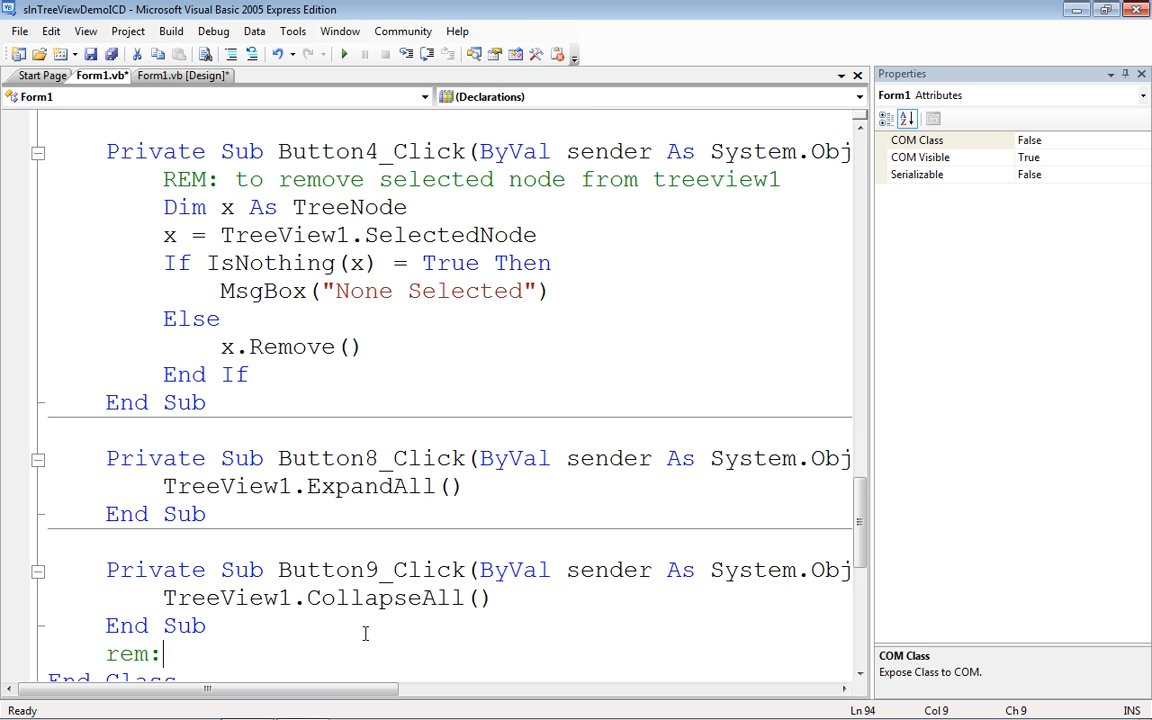 sInTreeViewDemoICD - Microsoft Visual Basic 2005 Express Edition
File Edit View Project Build Debug Data Tools Window Community Help
Start Page Form1.vb* Form1.vb [Design]*
Properties
Form1 (Declarations)
Form1 Attributes
COM Class False
COM Visible True
Serializable False
Private Sub Button4_Click(ByVal sender As System.Obj
REM: to remove selected node from treeview1
Dim x As TreeNode
x = TreeView1.SelectedNode
If IsNothing(x) = True Then
MsgBox("None Selected")
Else
x.Remove()
End If
End Sub
Private Sub Button8_Click(ByVal sender As System.Obj
TreeView1.ExpandAll()
End Sub
Private Sub Button9_Click(ByVal sender As System.Obj
TreeView1.CollapseAll()
End Sub
rem:
End Class
COM Class
Expose Class to COM.
Ready Ln 94 Col 9 Ch 9 INS